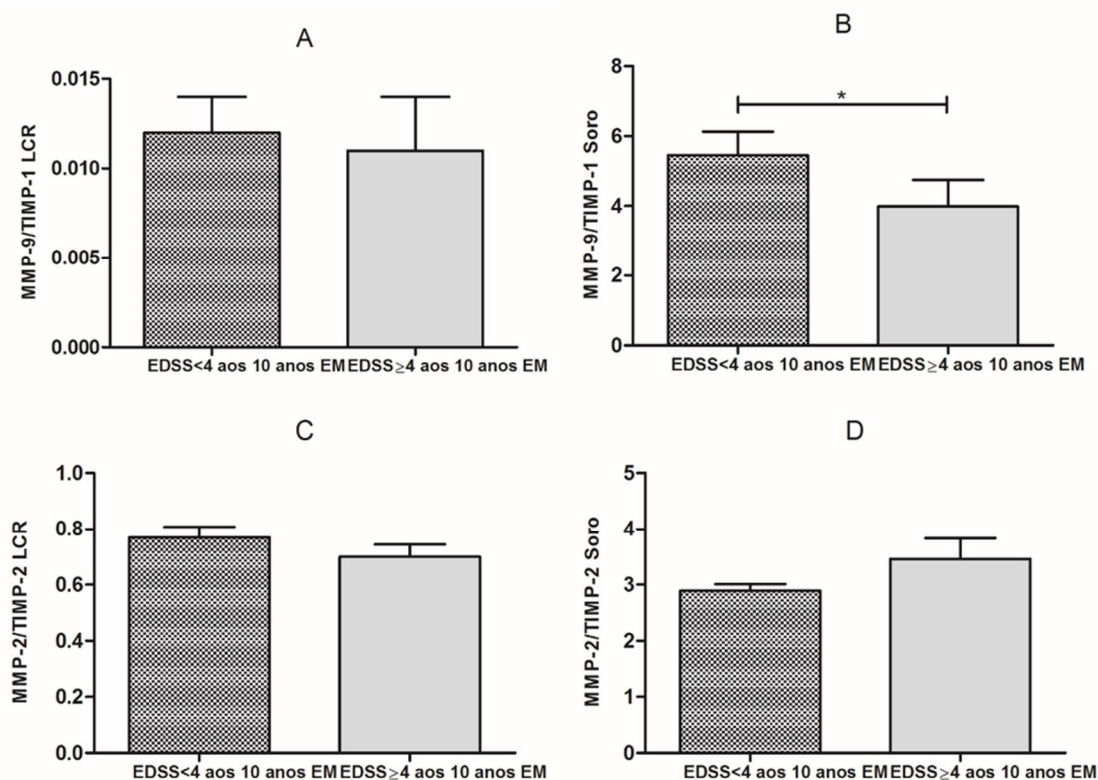 A
MMP-9/TIMP-1 LCR
0.015
0.010
0.005
0.000
EDSS<4 aos 10 anos EM EDSS≥4 aos 10 anos EM
B
MMP-9/TIMP-1 Soro
8
6
4
2
0
*
EDSS<4 aos 10 anos EM EDSS≥4 aos 10 anos EM
C
MMP-2/TIMP-2 LCR
1.0
0.8
0.6
0.4
0.2
0.0
EDSS<4 aos 10 anos EM EDSS≥4 aos 10 anos EM
D
MMP-2/TIMP-2 Soro
5
4
3
2
1
0
EDSS<4 aos 10 anos EM EDSS≥4 aos 10 anos EM